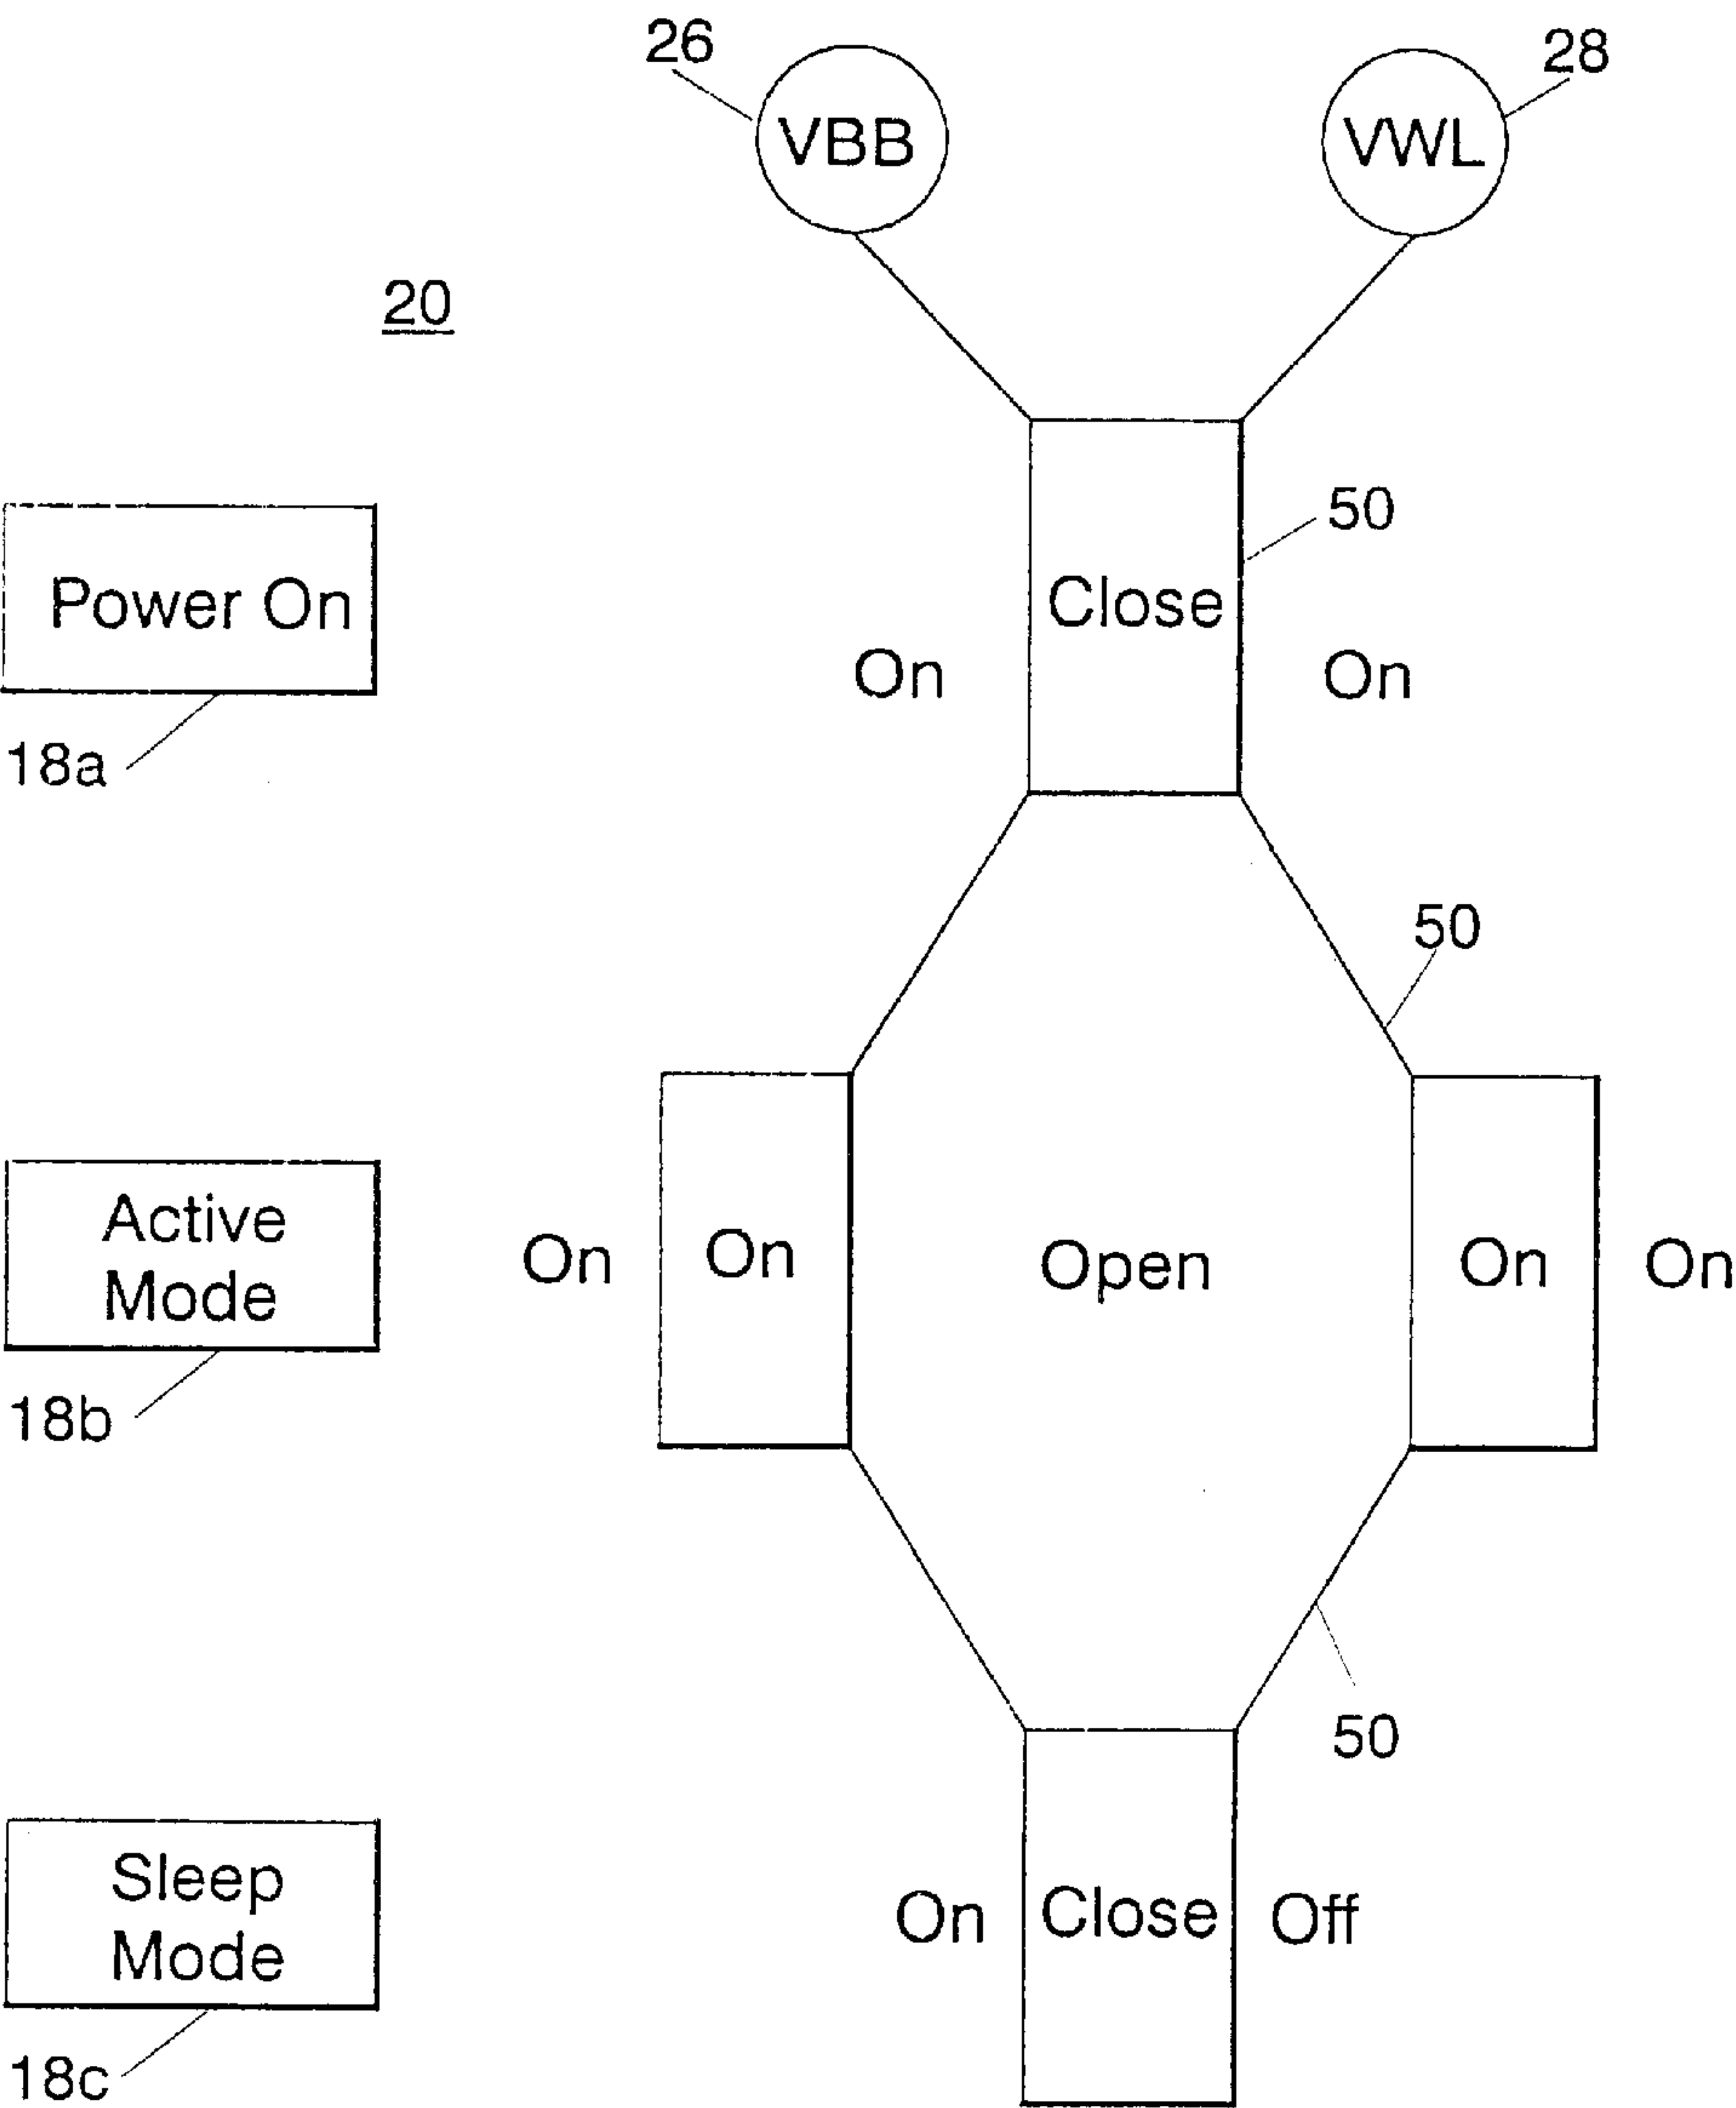 26
28
VBB
VWL
20
50
Power On
Close
On
On
18a
50
Active
Mode
On
On
Open
On
On
18b
50
Sleep
Mode
On
Close
Off
18c